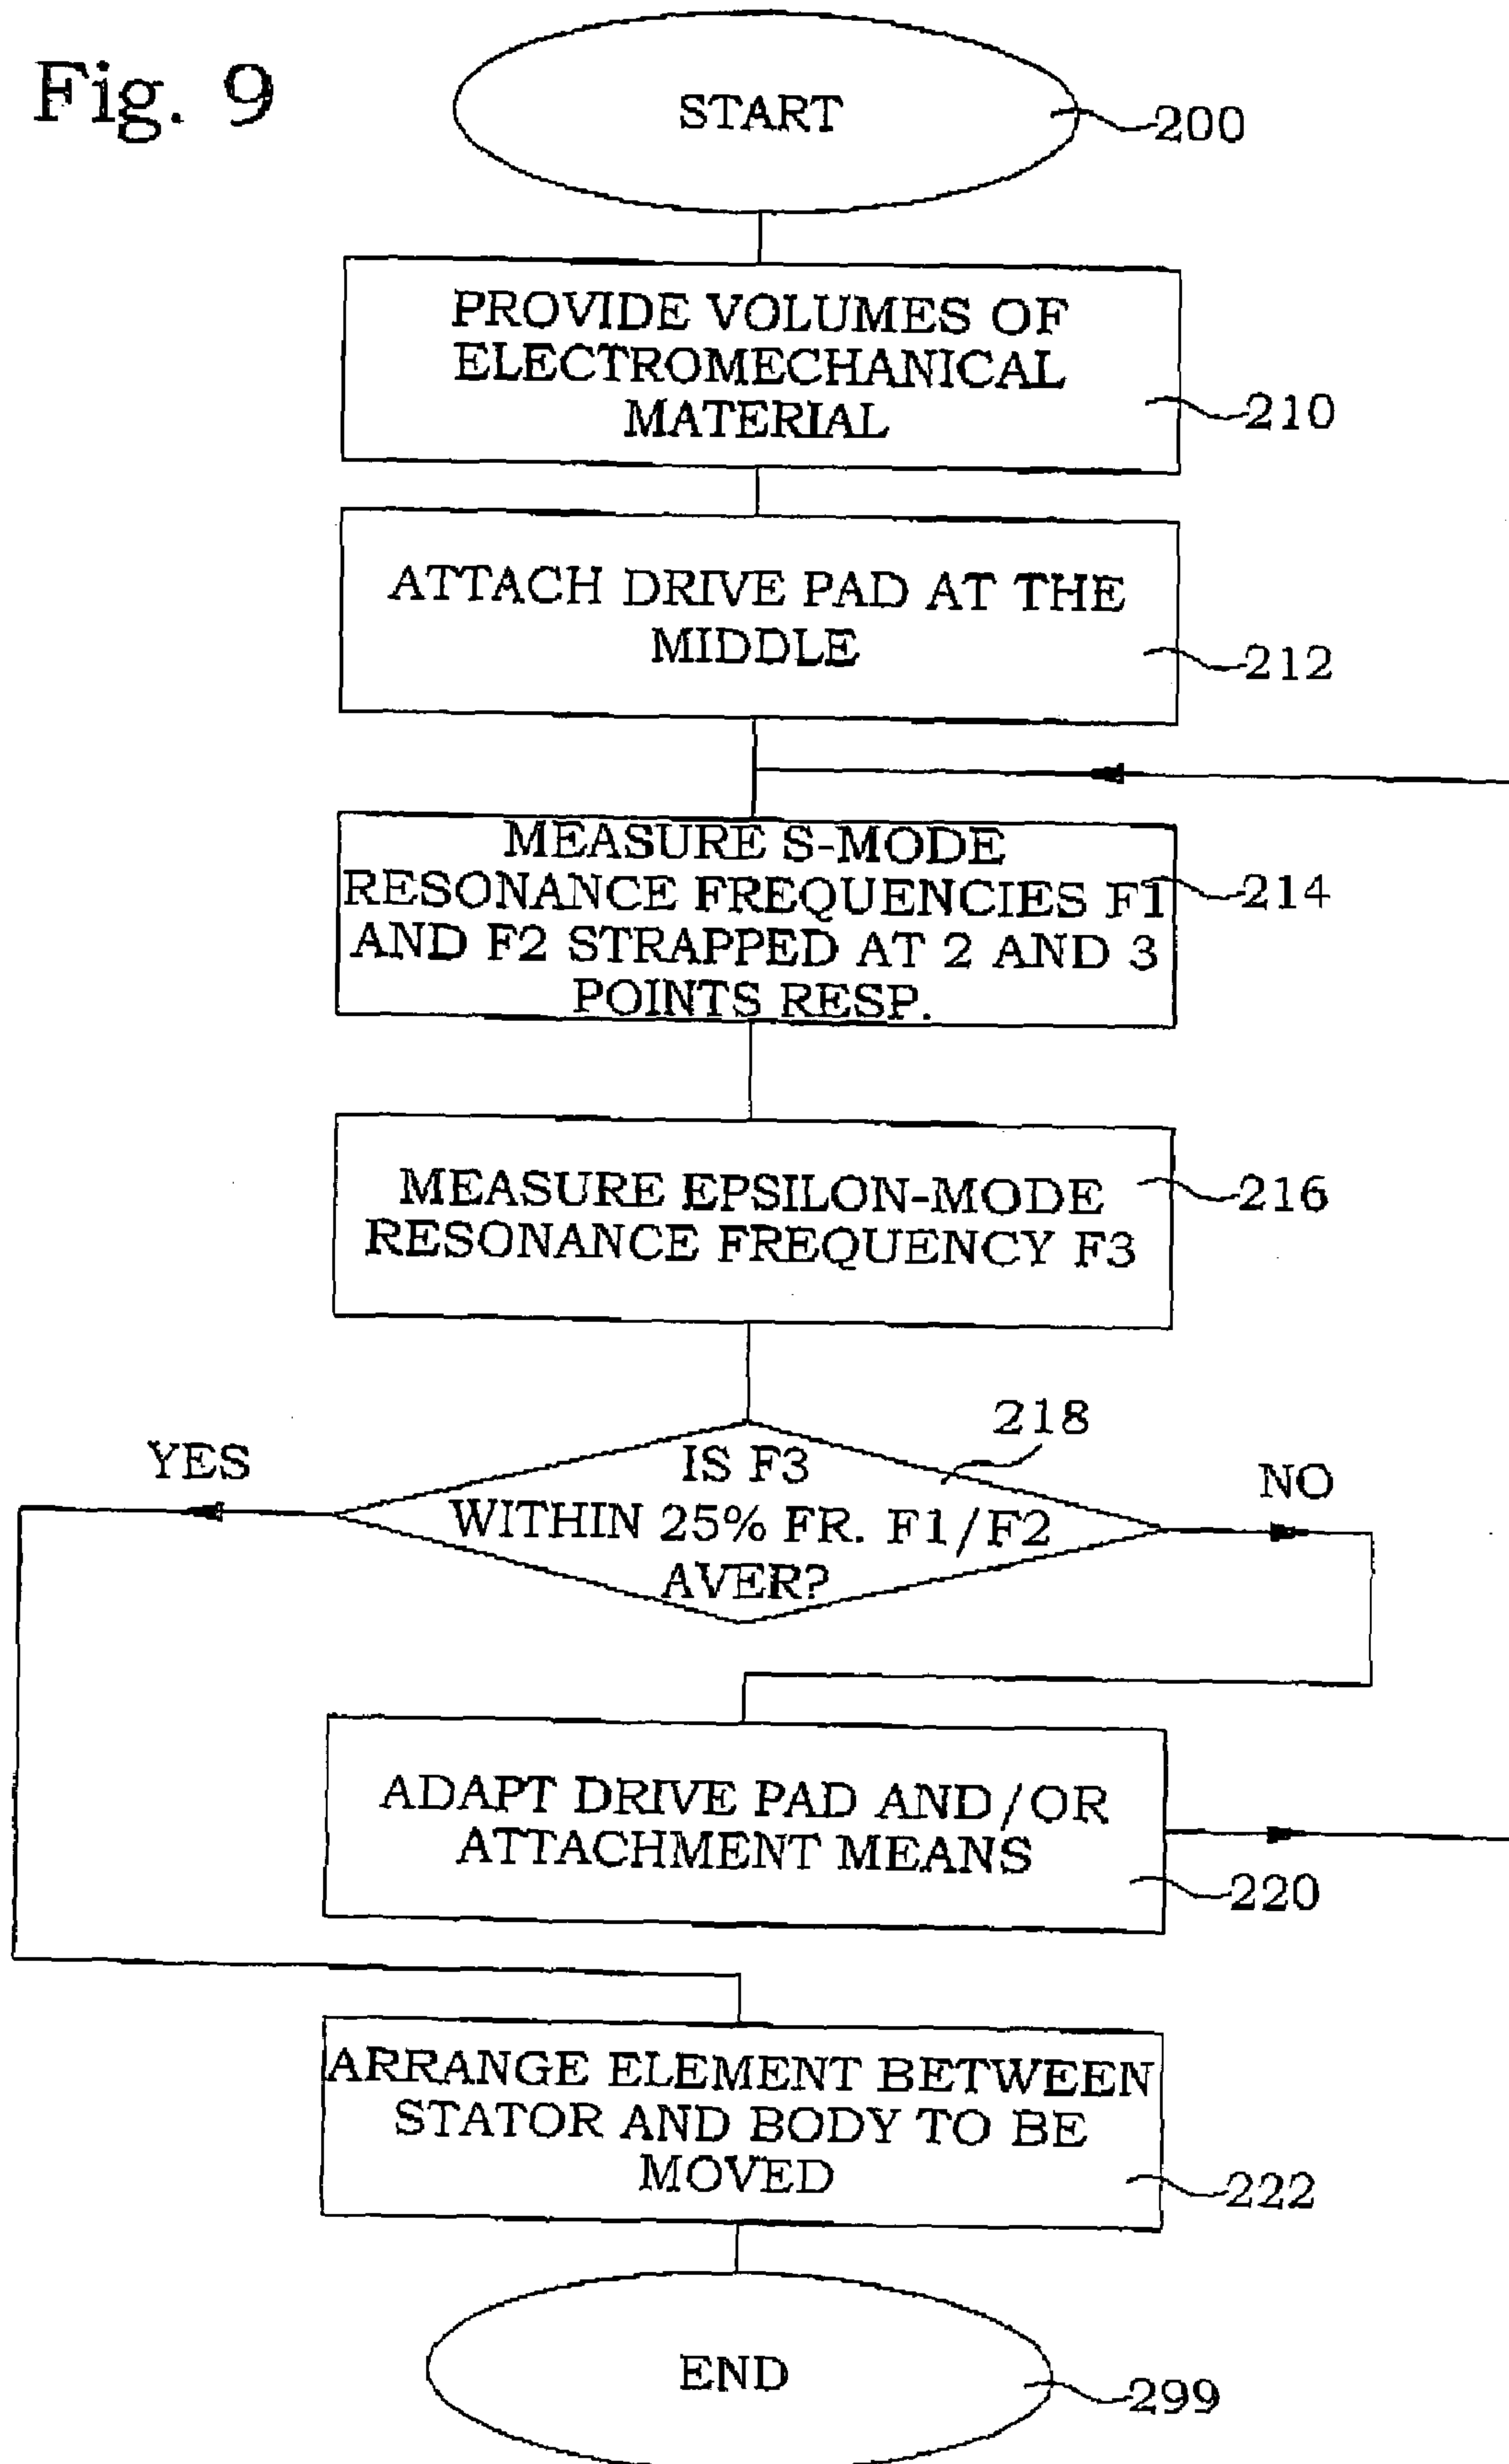 Fig. 9
START
200
PROVIDE VOLUMES OF
ELECTROMECHANICAL
MATERIAL
210
ATTACH DRIVE PAD AT THE
MIDDLE
212
MEASURE S-MODE
RESONANCE FREQUENCIES F1
AND F2 STRAPPED AT 2 AND 3
POINTS RESP.
214
MEASURE EPSILON-MODE
RESONANCE FREQUENCY F3
216
218
YES
IS F3
WITHIN 25% FR. F1/F2
AVER?
NO
ADAPT DRIVE PAD AND/OR
ATTACHMENT MEANS
220
ARRANGE ELEMENT BETWEEN
STATOR AND BODY TO BE
MOVED
222
END
299